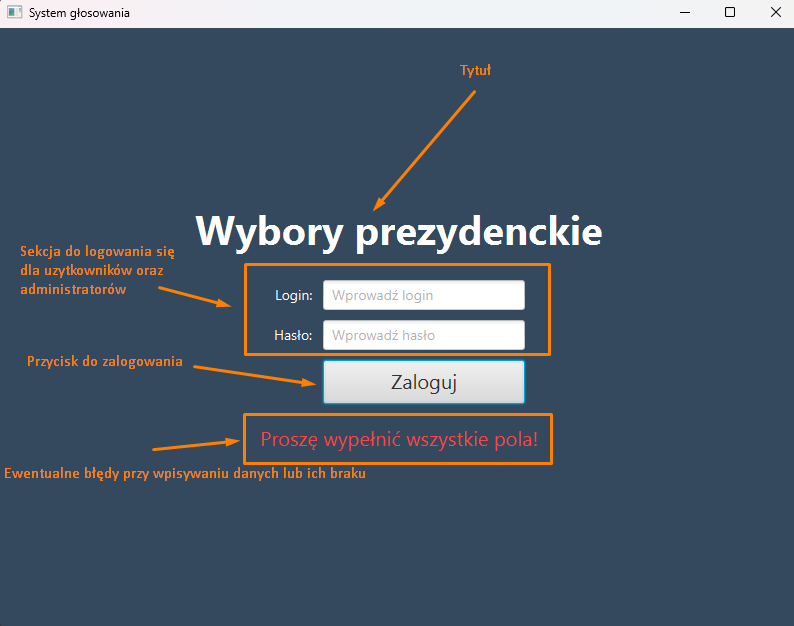 System głosowania
Tytuł
Wybory prezydenckie
Sekcja do logowania się
dla uzytkowników oraz
administratorów
Login:
Wprowadź login
Hasło:
Wprowadź hasło
Przycisk do zalogowania
Zaloguj
Proszę wypełnić wszystkie pola!
Ewentualne błędy przy wpisywaniu danych lub ich braku